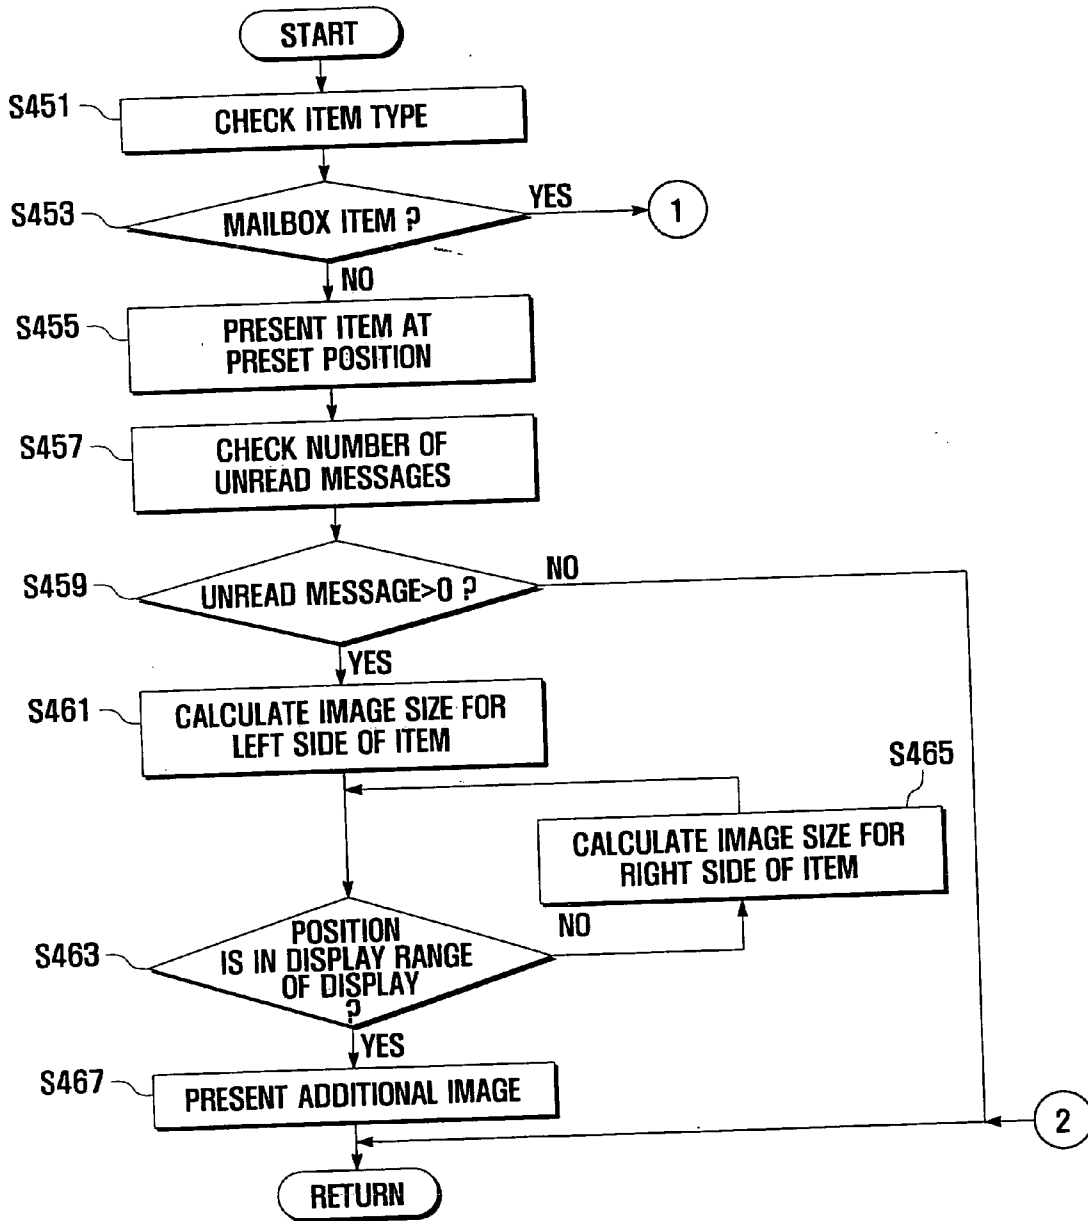 START
S451
CHECK ITEM TYPE
S453
MAILBOX ITEM ?
YES
1
NO
S455
PRESENT ITEM AT
PRESET POSITION
S457
CHECK NUMBER OF
UNREAD MESSAGES
S459
UNREAD MESSAGE>0 ?
NO
YES
S461
CALCULATE IMAGE SIZE FOR
LEFT SIDE OF ITEM
S465
CALCULATE IMAGE SIZE FOR
RIGHT SIDE OF ITEM
S463
POSITION
IS IN DISPLAY RANGE
OF DISPLAY
?
NO
YES
S467
PRESENT ADDITIONAL IMAGE
2
RETURN